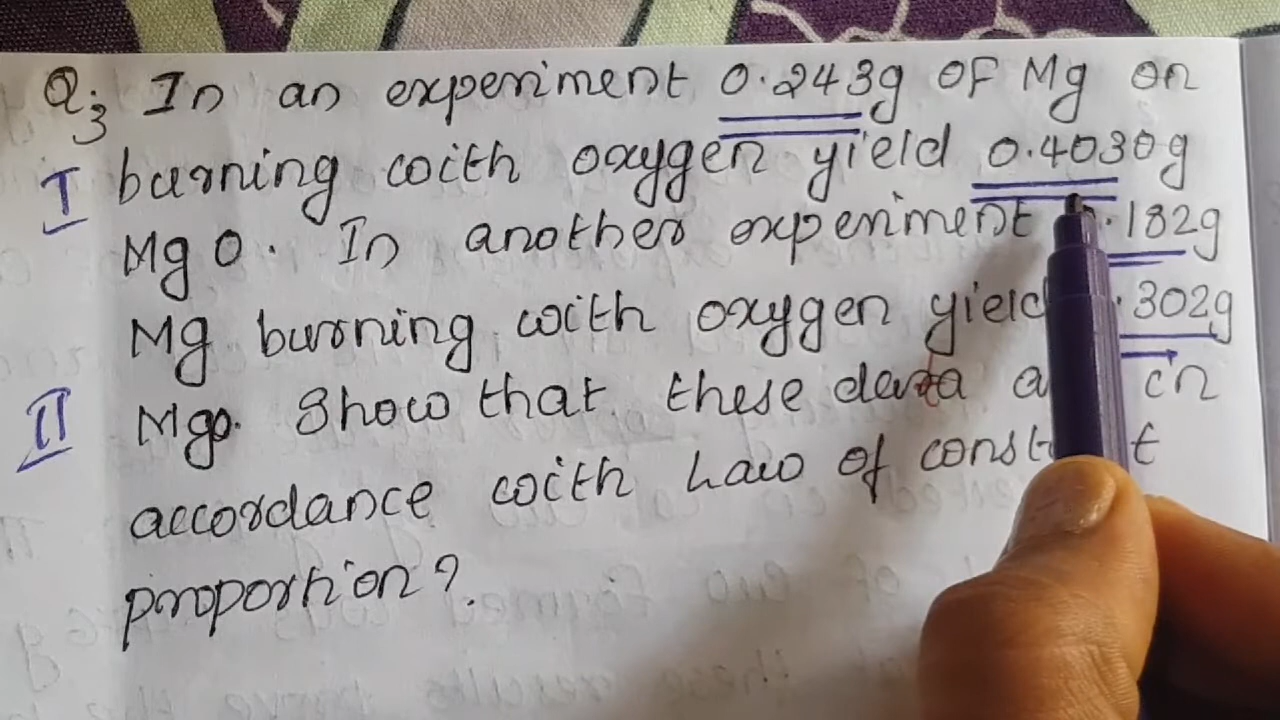 Q3 In an experiment 0.243g OF Mg on
I burning with oxygen yield 0.4030g
MgO. In another experiment .182g
Mg burning with oxygen yield .302g
II Mgo. Show that these data in
accordance with Law of constant
proportion?